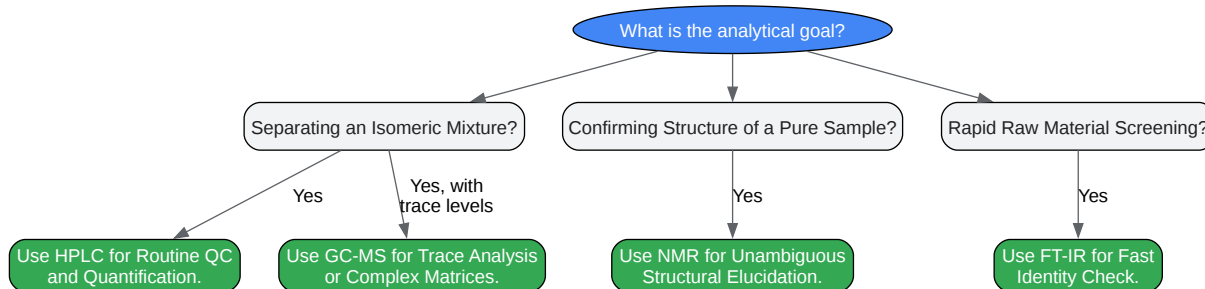 What is the analytical goal?
Separating an Isomeric Mixture?
Confirming Structure of a Pure Sample?
Rapid Raw Material Screening?
Yes
Yes, with
trace levels
Yes
Yes
Use HPLC for Routine QC
and Quantification.
Use GC-MS for Trace Analysis
or Complex Matrices.
Use NMR for Unambiguous
Structural Elucidation.
Use FT-IR for Fast
Identity Check.